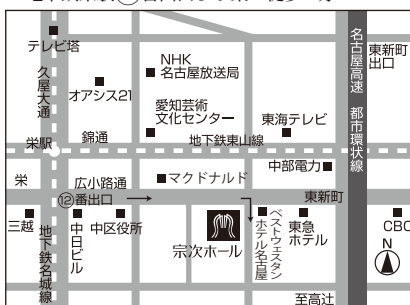 テレビ塔
久屋大通
オアシス21
NHK
名古屋放送局
愛知芸術
文化センター
東海テレビ
名古屋高速 都市環状線
東新町
出口
栄駅
錦通
地下鉄東山線
中部電力
栄
広小路通
マクドナルド
⑫番出口
東新町
三越
地下鉄名城線
中日ビル
中区役所
宗次ホール
ベストウェスタン
ホテル名古屋
東急
ホテル
CBC
N
至高辻